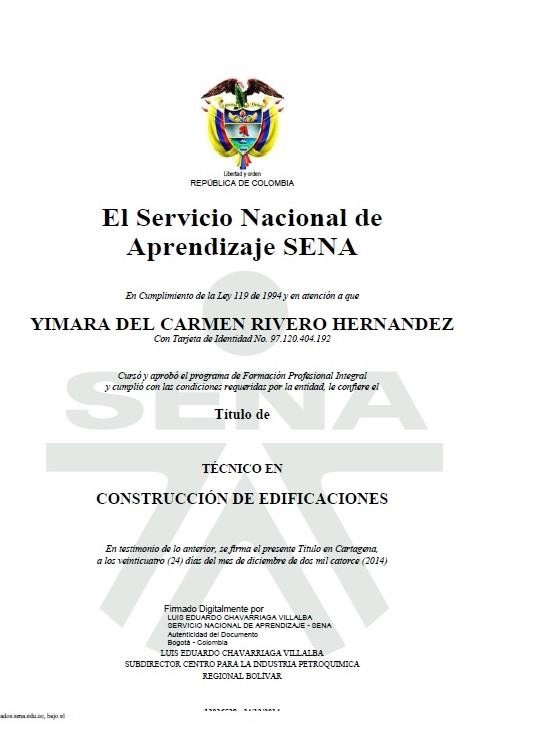 Libertad y orden
REPÚBLICA DE COLOMBIA
El Servicio Nacional de
Aprendizaje SENA
En Cumplimiento de la Ley 119 de 1994 y en atención a que
YIMARA DEL CARMEN RIVERO HERNANDEZ
Con Tarjeta de Identidad No. 97.120.404.192
Cursó y aprobó el programa de Formación Profesional Integral
y cumplió con las condiciones requeridas por la entidad, le confiere el
SENA
Título de
TÉCNICO EN
CONSTRUCCIÓN DE EDIFICACIONES
En testimonio de lo anterior, se firma el presente Título en Cartagena,
a los veinticuatro (24) días del mes de diciembre de dos mil catorce (2014)
Firmado Digitalmente por
LUIS EDUARDO CHAVARRIAGA VILLALBA
SERVICIO NACIONAL DE APRENDIZAJE - SENA
Autenticidad del Documento
Bogotá - Colombia
LUIS EDUARDO CHAVARRIAGA VILLALBA
SUBDIRECTOR CENTRO PARA LA INDUSTRIA PETROQUIMICA
REGIONAL BOLÍVAR
ados.sena.edu.co, bajo el